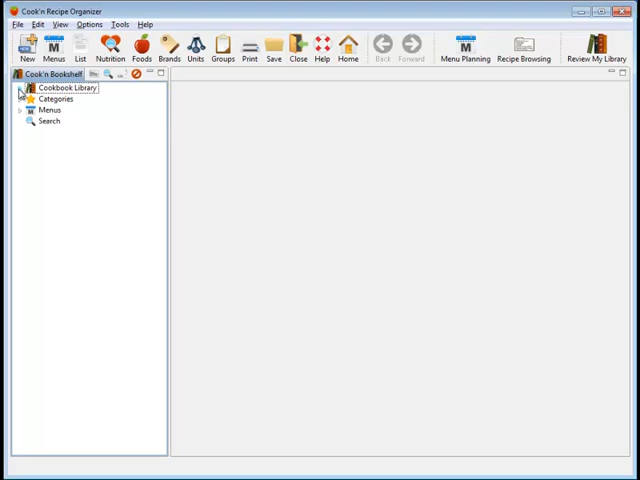 Cook'n Recipe Organizer
File Edit View Options Tools Help
New Menus List Nutrition Foods Brands Units Groups Print Save Close Help Home Back Forward Menu Planning Recipe Browsing Review My Library
Cook'n Bookshelf
Cookbook Library
Categories
Menus
Search